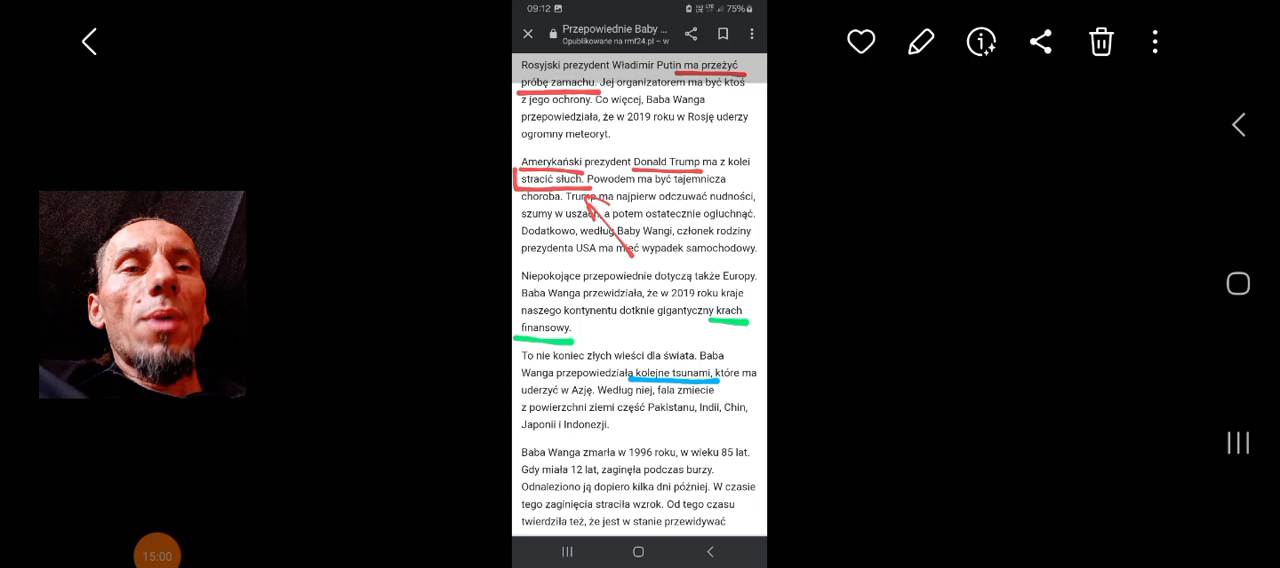 09:12
LTE
75%
Przepowiednie Baby ...
Opublikowane na rmf24.pl – w
Rosyjski prezydent Władimir Putin ma przeżyć
próbę zamachu. Jej organizatorem ma być ktoś
z jego ochrony. Co więcej, Baba Wanga
przepowiedziała, że w 2019 roku w Rosję uderzy
ogromny meteoryt.
Amerykański prezydent Donald Trump ma z kolei
stracić słuch. Powodem ma być tajemnicza
choroba. Trump ma najpierw odczuwać nudności,
szumy w uszach, a potem ostatecznie ogłuchnąć.
Dodatkowo, według Baby Wangi, członek rodziny
prezydenta USA ma mieć wypadek samochodowy.
Niepokojące przepowiednie dotyczą także Europy.
Baba Wanga przewidziała, że w 2019 roku kraje
naszego kontynentu dotknie gigantyczny krach
finansowy.
To nie koniec złych wieści dla świata. Baba
Wanga przepowiedziała kolejne tsunami, które ma
uderzyć w Azję. Według niej, fala zmiecie
z powierzchni ziemi część Pakistanu, Indii, Chin,
Japonii i Indonezji.
Baba Wanga zmarła w 1996 roku, w wieku 85 lat.
Gdy miała 12 lat, zaginęła podczas burzy.
Odnaleziono ją dopiero kilka dni później. W czasie
tego zaginięcia straciła wzrok. Od tego czasu
twierdziła też, że jest w stanie przewidywać
15:00